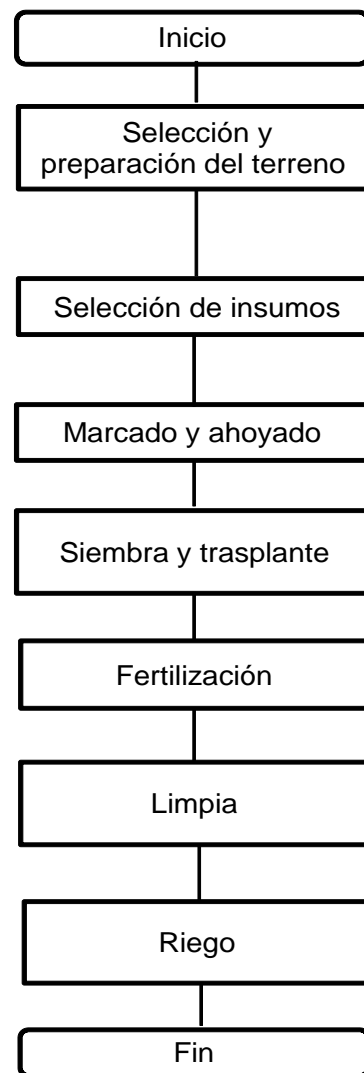 Inicio
Selección y
preparación del terreno
Selección de insumos
Marcado y ahoyado
Siembra y trasplante
Fertilización
Limpia
Riego
Fin